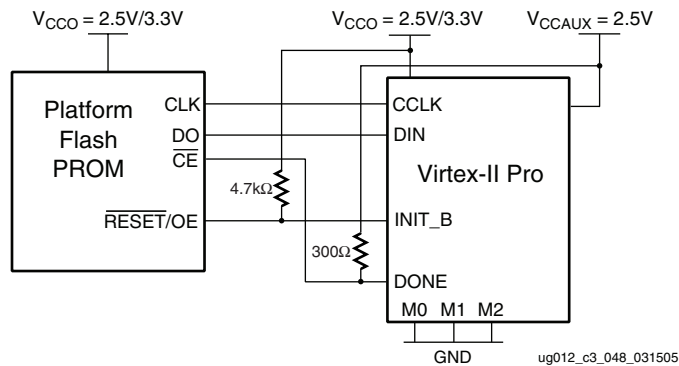 VCCO = 2.5V/3.3V
VCCO = 2.5V/3.3V
VCCAUX = 2.5V
Platform
Flash
PROM
CLK
DO
CE
RESET/OE
4.7kΩ
300Ω
CCLK
DIN
Virtex-II Pro
INIT_B
DONE
M0 M1 M2
GND
ug012_c3_048_031505